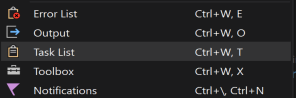 Error List Ctrl+W, E
Output Ctrl+W, O
Task List Ctrl+W, T
Toolbox Ctrl+W, X
Notifications Ctrl+\, Ctrl+N